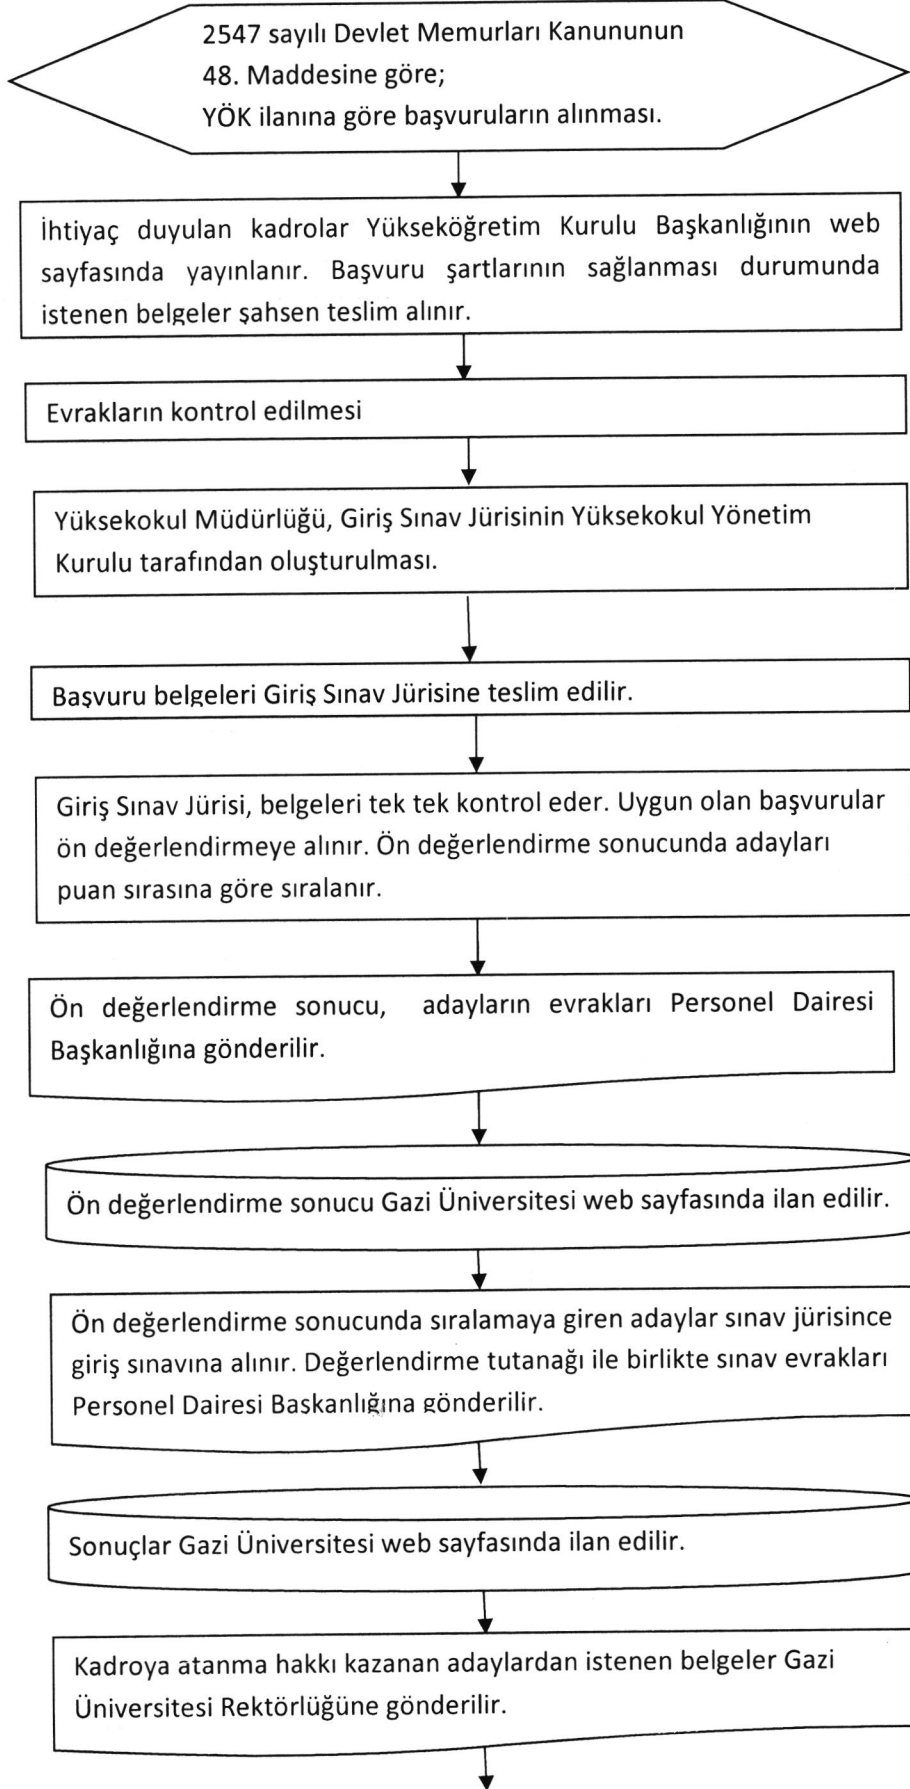 2547 sayılı Devlet Memurları Kanununun
48. Maddesine göre;
YÖK ilanına göre başvuruların alınması.
İhtiyaç duyulan kadrolar Yükseköğretim Kurulu Başkanlığının web
sayfasında yayınlanır. Başvuru şartlarının sağlanması durumunda
istenen belgeler şahsen teslim alınır.
Evrakların kontrol edilmesi
Yüksekokul Müdürlüğü, Giriş Sınav Jürisinin Yüksekokul Yönetim
Kurulu tarafından oluşturulması.
Başvuru belgeleri Giriş Sınav Jürisine teslim edilir.
Giriş Sınav Jürisi, belgeleri tek tek kontrol eder. Uygun olan başvurular
ön değerlendirmeye alınır. Ön değerlendirme sonucunda adayları
puan sırasına göre sıralanır.
Ön değerlendirme sonucu, adayların evrakları Personel Dairesi
Başkanlığına gönderilir.
Ön değerlendirme sonucu Gazi Üniversitesi web sayfasında ilan edilir.
Ön değerlendirme sonucunda sıralamaya giren adaylar sınav jürisince
giriş sınavına alınır. Değerlendirme tutanağı ile birlikte sınav evrakları
Personel Dairesi Başkanlığına gönderilir.
Sonuçlar Gazi Üniversitesi web sayfasında ilan edilir.
Kadroya atanma hakkı kazanan adaylardan istenen belgeler Gazi
Üniversitesi Rektörlüğüne gönderilir.